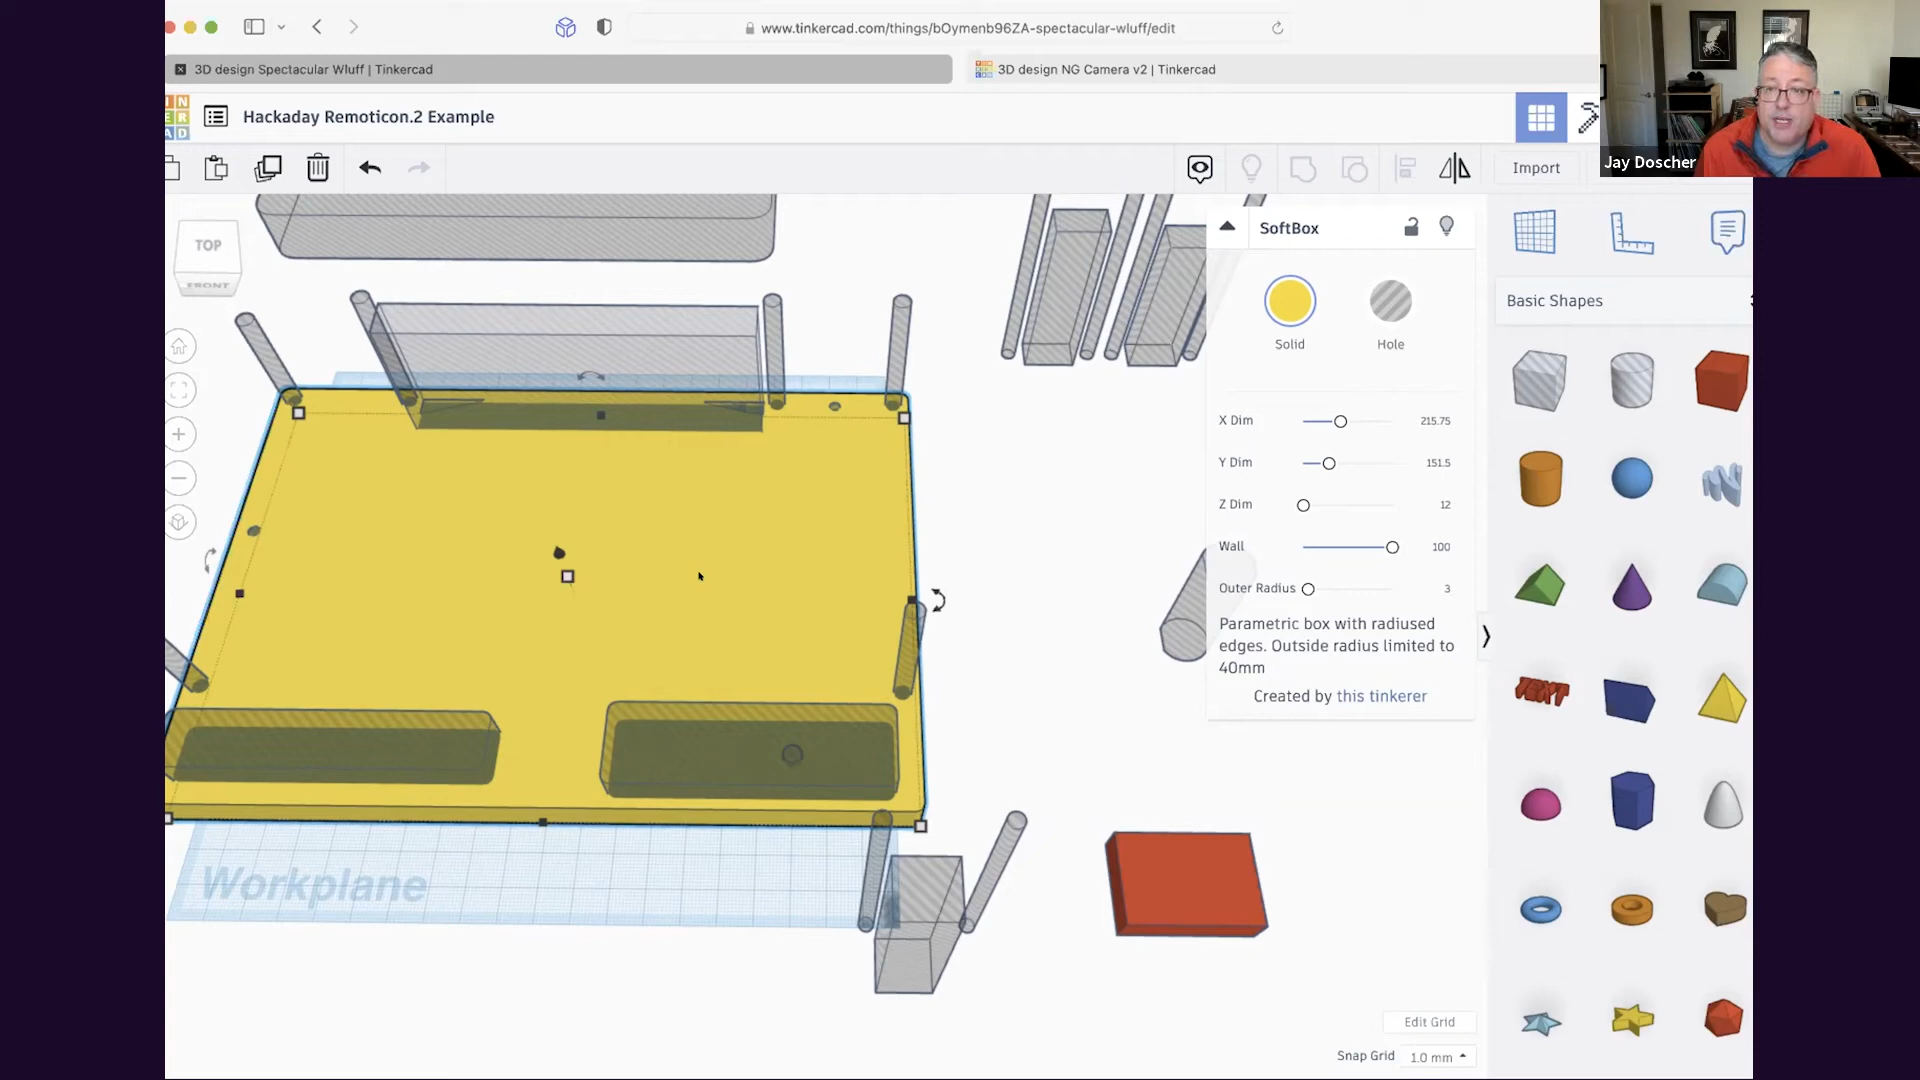 www.tinkercad.com/things/bOymenb96ZA-spectacular-wluff/edit
3D design Spectacular Wluff | Tinkercad
3D design NG Camera v2 | Tinkercad
Hackaday Remoticon.2 Example
Jay Doscher
Import
TOP
FRONT
SoftBox
Solid
Hole
X Dim 215.75
Y Dim 151.5
Z Dim 12
Wall 100
Outer Radius 3
Parametric box with radiused
edges. Outside radius limited to
40mm
Created by this tinkerer
Basic Shapes
TEXT
Workplane
Edit Grid
Snap Grid 1.0 mm